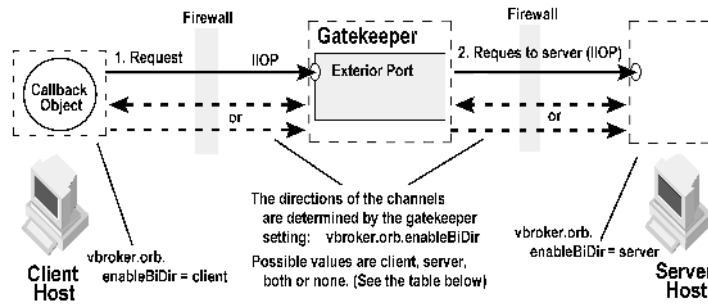 Firewall
Firewall
Gatekeeper
1. Request
IIOP
2. Reques to server (IIOP)
Exterior Port
Callback
Object
or
or
The directions of the channels
are determined by the gatekeeper
setting: vbroker.orb.enableBiDir
Possible values are client, server,
both or none. (See the table below)
vbroker.orb.
enableBiDir = client
vbroker.orb.
enableBiDir = server
Client
Host
Server
Host